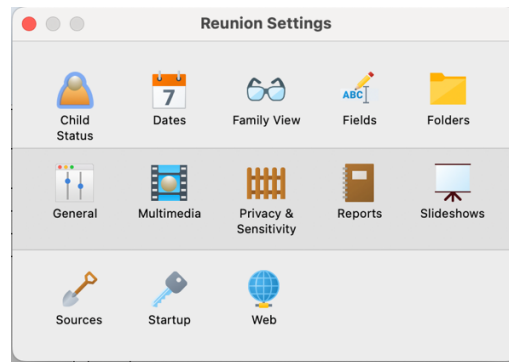 Reunion Settings
7
ABC
Child
Status
Dates
Family View
Fields
Folders
General
Multimedia
Privacy &
Sensitivity
Reports
Slideshows
Sources
Startup
Web